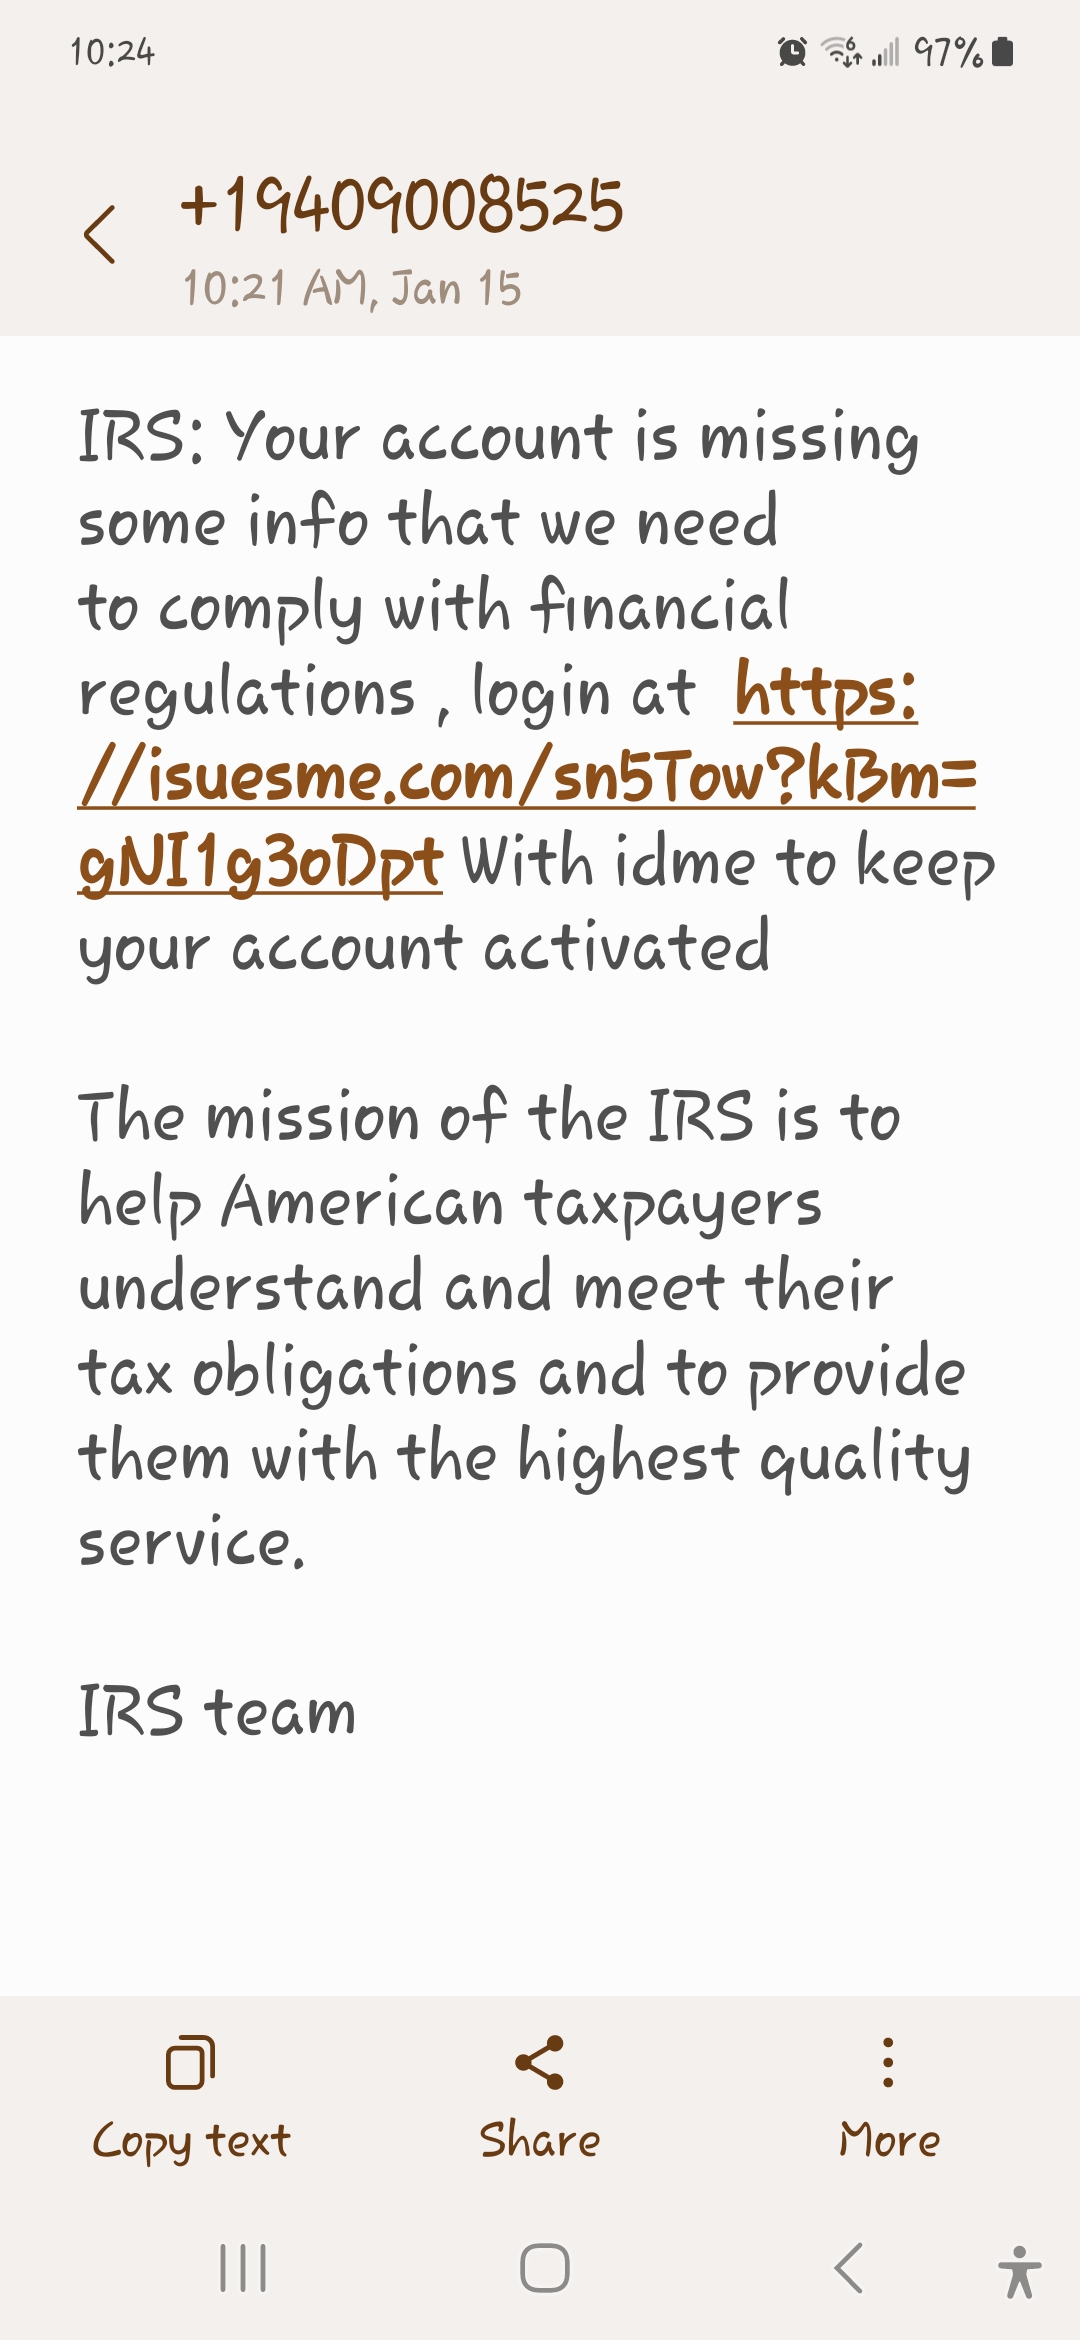 10:24
6
97%
+19409008525
10:21 AM, Jan 15
IRS: Your account is missing
some info that we need
to comply with financial
regulations , login at  https:
//isuesme.com/sn5Tow?kBm=
gNI1g3oDpt With idme to keep
your account activated
The mission of the IRS is to
help American taxpayers
understand and meet their
tax obligations and to provide
them with the highest quality
service.
IRS team
Copy text
Share
More